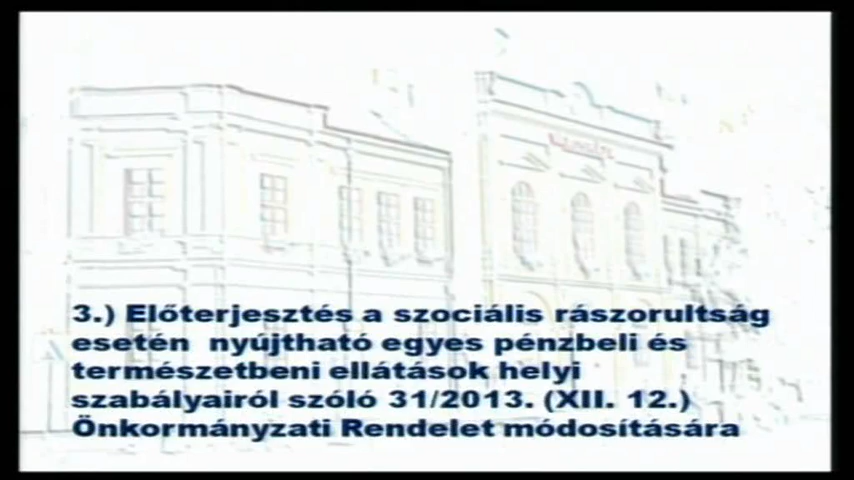 3.) Előterjesztés a szociális rászorultság
esetén nyújtható egyes pénzbeli és
természetbeni ellátások helyi
szabályairól szóló 31/2013. (XII. 12.)
Önkormányzati Rendelet módosítására